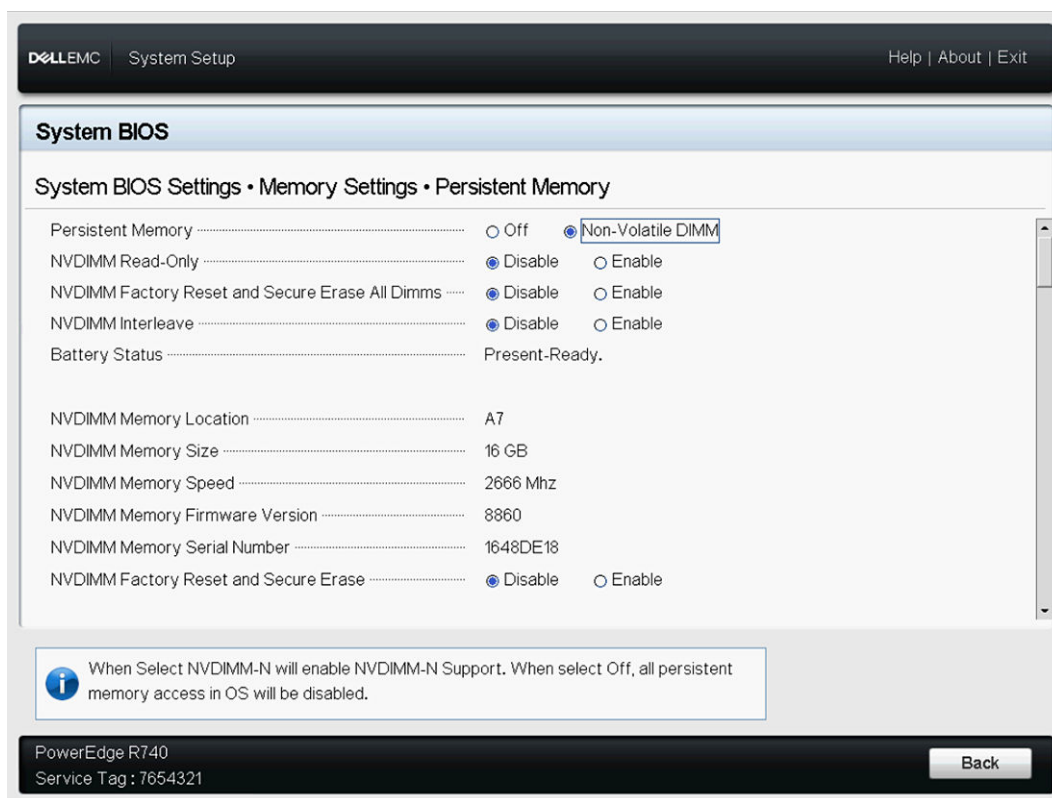 DELLEMC System Setup Help | About | Exit
System BIOS
System BIOS Settings • Memory Settings • Persistent Memory
Persistent Memory Off Non-Volatile DIMM
NVDIMM Read-Only Disable Enable
NVDIMM Factory Reset and Secure Erase All Dimms Disable Enable
NVDIMM Interleave Disable Enable
Battery Status Present-Ready.
NVDIMM Memory Location A7
NVDIMM Memory Size 16 GB
NVDIMM Memory Speed 2666 Mhz
NVDIMM Memory Firmware Version 8860
NVDIMM Memory Serial Number 1648DE18
NVDIMM Factory Reset and Secure Erase Disable Enable
When Select NVDIMM-N will enable NVDIMM-N Support. When select Off, all persistent
memory access in OS will be disabled.
PowerEdge R740
Service Tag : 7654321
Back